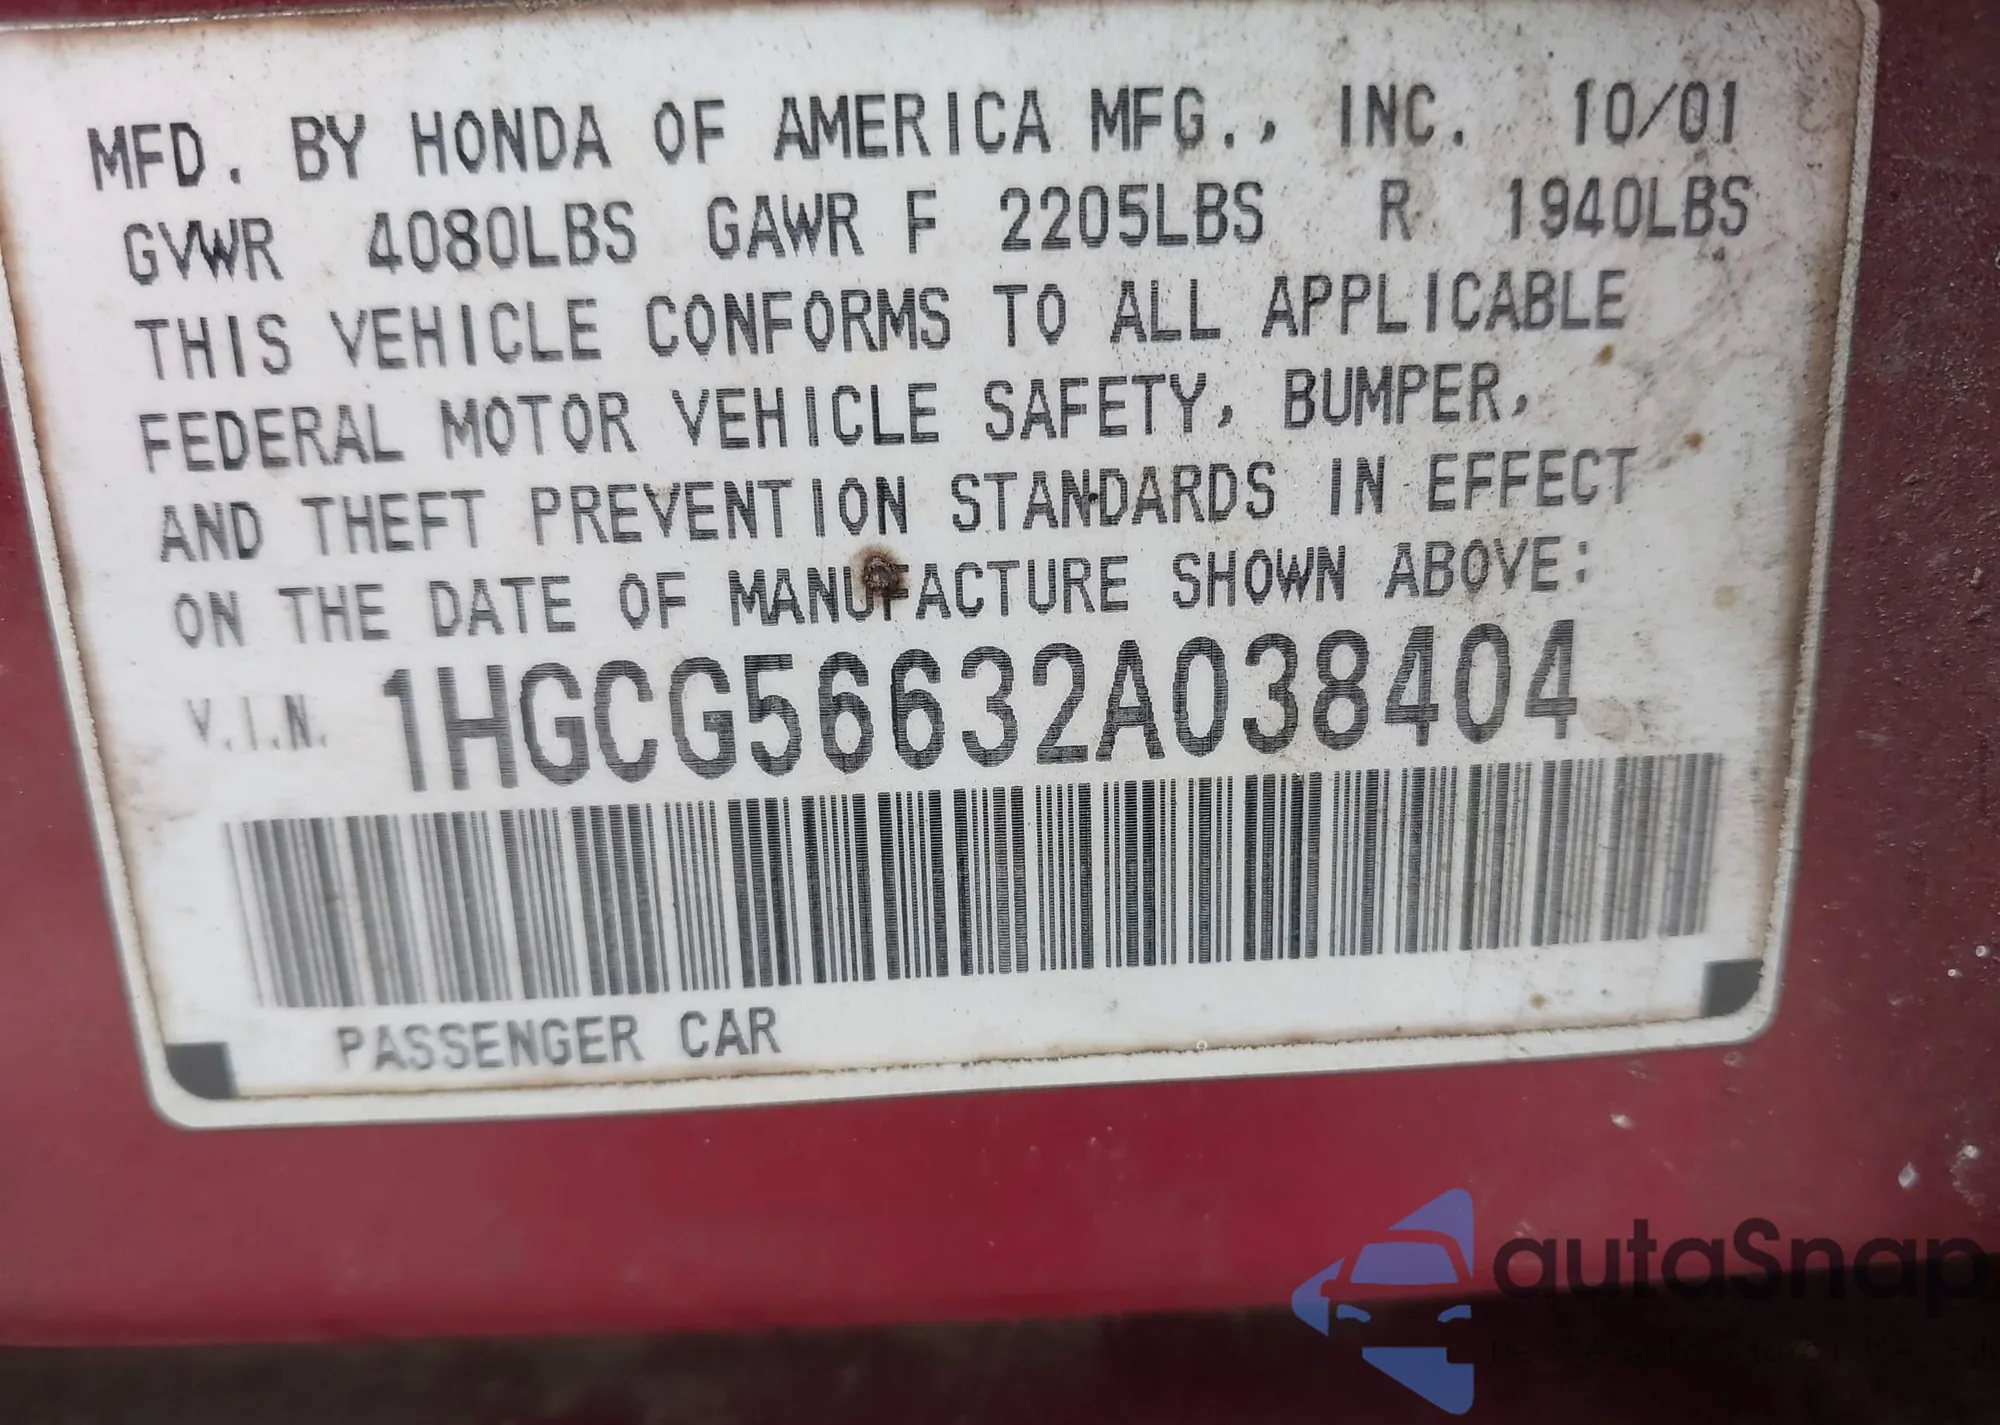 MFD. BY HONDA OF AMERICA MFG., INC. 10/01
GVWR 4080LBS GAWR F 2205LBS R 1940LBS
THIS VEHICLE CONFORMS TO ALL APPLICABLE
FEDERAL MOTOR VEHICLE SAFETY, BUMPER,
AND THEFT PREVENTION STANDARDS IN EFFECT
ON THE DATE OF MANUFACTURE SHOWN ABOVE:
V.I.N. 1HGCG56632A038404
PASSENGER CAR
autaSnap